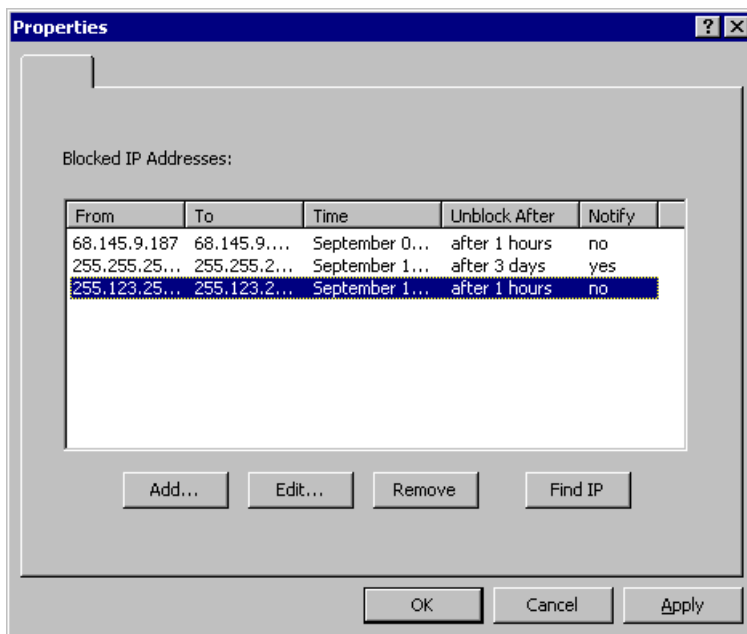 Properties
Blocked IP Addresses:
From To Time Unblock After Notify
68.145.9.187 68.145.9.... September 0... after 1 hours no
255.255.25... 255.255.2... September 1... after 3 days yes
255.123.25... 255.123.2... September 1... after 1 hours no
Add... Edit... Remove Find IP
OK Cancel Apply